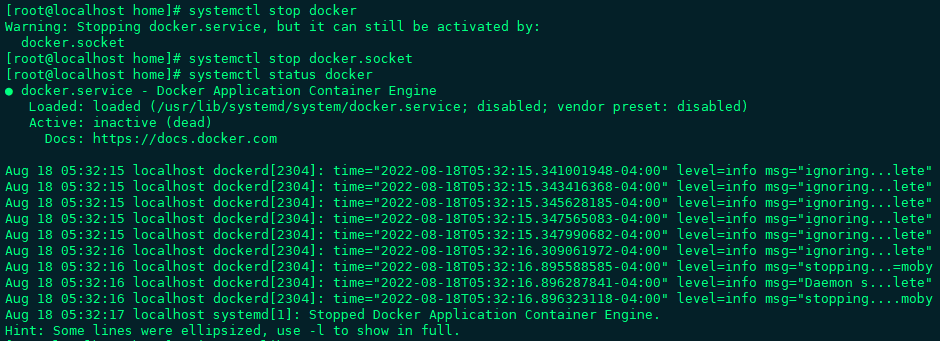 [root@localhost home]# systemctl stop docker
Warning: Stopping docker.service, but it can still be activated by:
  docker.socket
[root@localhost home]# systemctl stop docker.socket
[root@localhost home]# systemctl status docker
● docker.service - Docker Application Container Engine
   Loaded: loaded (/usr/lib/systemd/system/docker.service; disabled; vendor preset: disabled)
   Active: inactive (dead)
     Docs: https://docs.docker.com

Aug 18 05:32:15 localhost dockerd[2304]: time="2022-08-18T05:32:15.341001948-04:00" level=info msg="ignoring...lete"
Aug 18 05:32:15 localhost dockerd[2304]: time="2022-08-18T05:32:15.343416368-04:00" level=info msg="ignoring...lete"
Aug 18 05:32:15 localhost dockerd[2304]: time="2022-08-18T05:32:15.345628185-04:00" level=info msg="ignoring...lete"
Aug 18 05:32:15 localhost dockerd[2304]: time="2022-08-18T05:32:15.347565083-04:00" level=info msg="ignoring...lete"
Aug 18 05:32:15 localhost dockerd[2304]: time="2022-08-18T05:32:15.347990682-04:00" level=info msg="ignoring...lete"
Aug 18 05:32:16 localhost dockerd[2304]: time="2022-08-18T05:32:16.309061972-04:00" level=info msg="ignoring...lete"
Aug 18 05:32:16 localhost dockerd[2304]: time="2022-08-18T05:32:16.895588585-04:00" level=info msg="stopping...=moby
Aug 18 05:32:16 localhost dockerd[2304]: time="2022-08-18T05:32:16.896287841-04:00" level=info msg="Daemon s...lete"
Aug 18 05:32:16 localhost dockerd[2304]: time="2022-08-18T05:32:16.896323118-04:00" level=info msg="stopping....moby
Aug 18 05:32:17 localhost systemd[1]: Stopped Docker Application Container Engine.
Hint: Some lines were ellipsized, use -l to show in full.